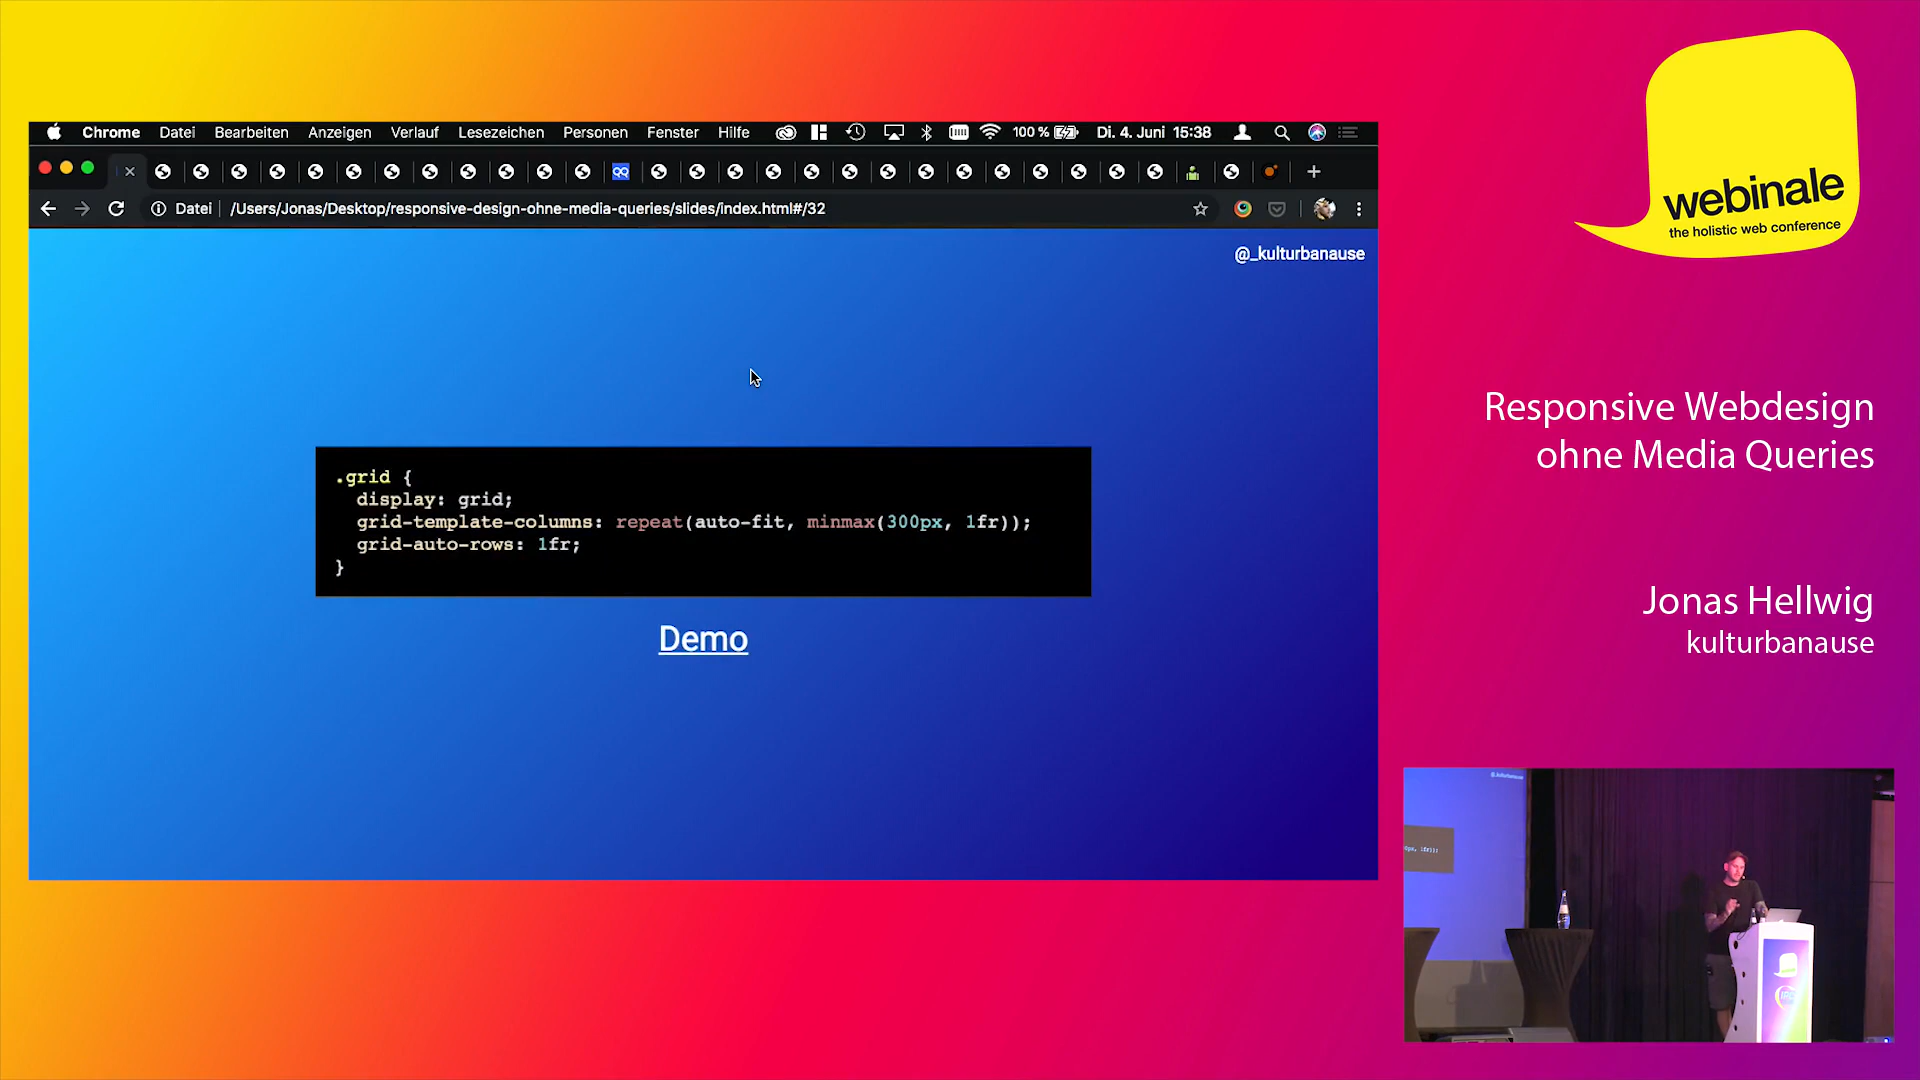 Chrome Datei Bearbeiten Anzeigen Verlauf Lesezeichen Personen Fenster Hilfe 100 % Di. 4. Juni 15:38
Datei /Users/Jonas/Desktop/responsive-design-ohne-media-queries/slides/index.html#/32
@_kulturbanause
.grid {
display: grid;
grid-template-columns: repeat(auto-fit, minmax(300px, 1fr));
grid-auto-rows: 1fr;
}
Demo
webinale
the holistic web conference
Responsive Webdesign
ohne Media Queries
Jonas Hellwig
kulturbanause